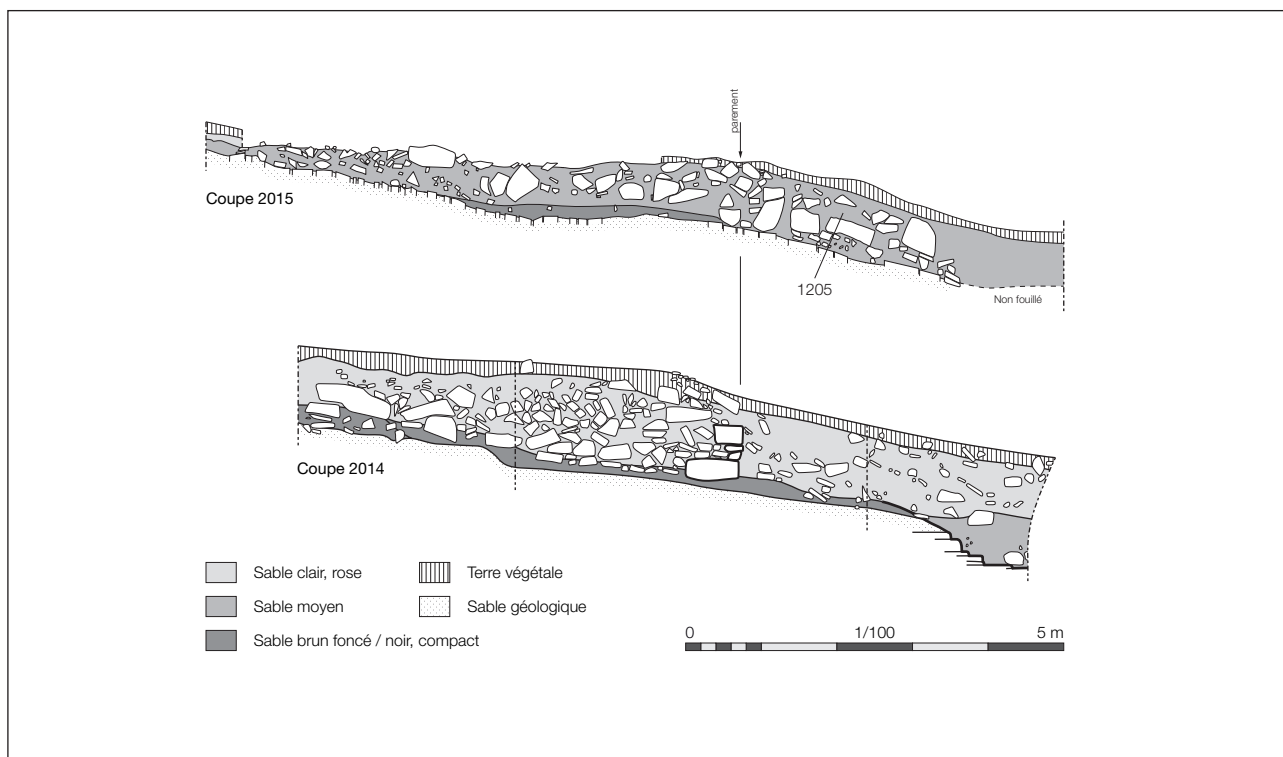 parement
Coupe 2015
1205
Non fouillé
Coupe 2014
Sable clair, rose
Terre végétale
Sable moyen
Sable géologique
Sable brun foncé / noir, compact
0 1/100 5 m